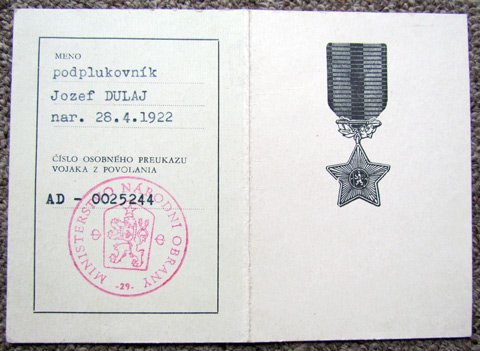 MENO
podplukovník
Jozef DULAJ
nar. 28.4.1922
ČÍSLO OSOBNÉHO PREUKAZU
VOJAKA Z POVOLANIA
AD - 0025244
MINISTERSTVO NÁRODNÍ OBRANY
-29-